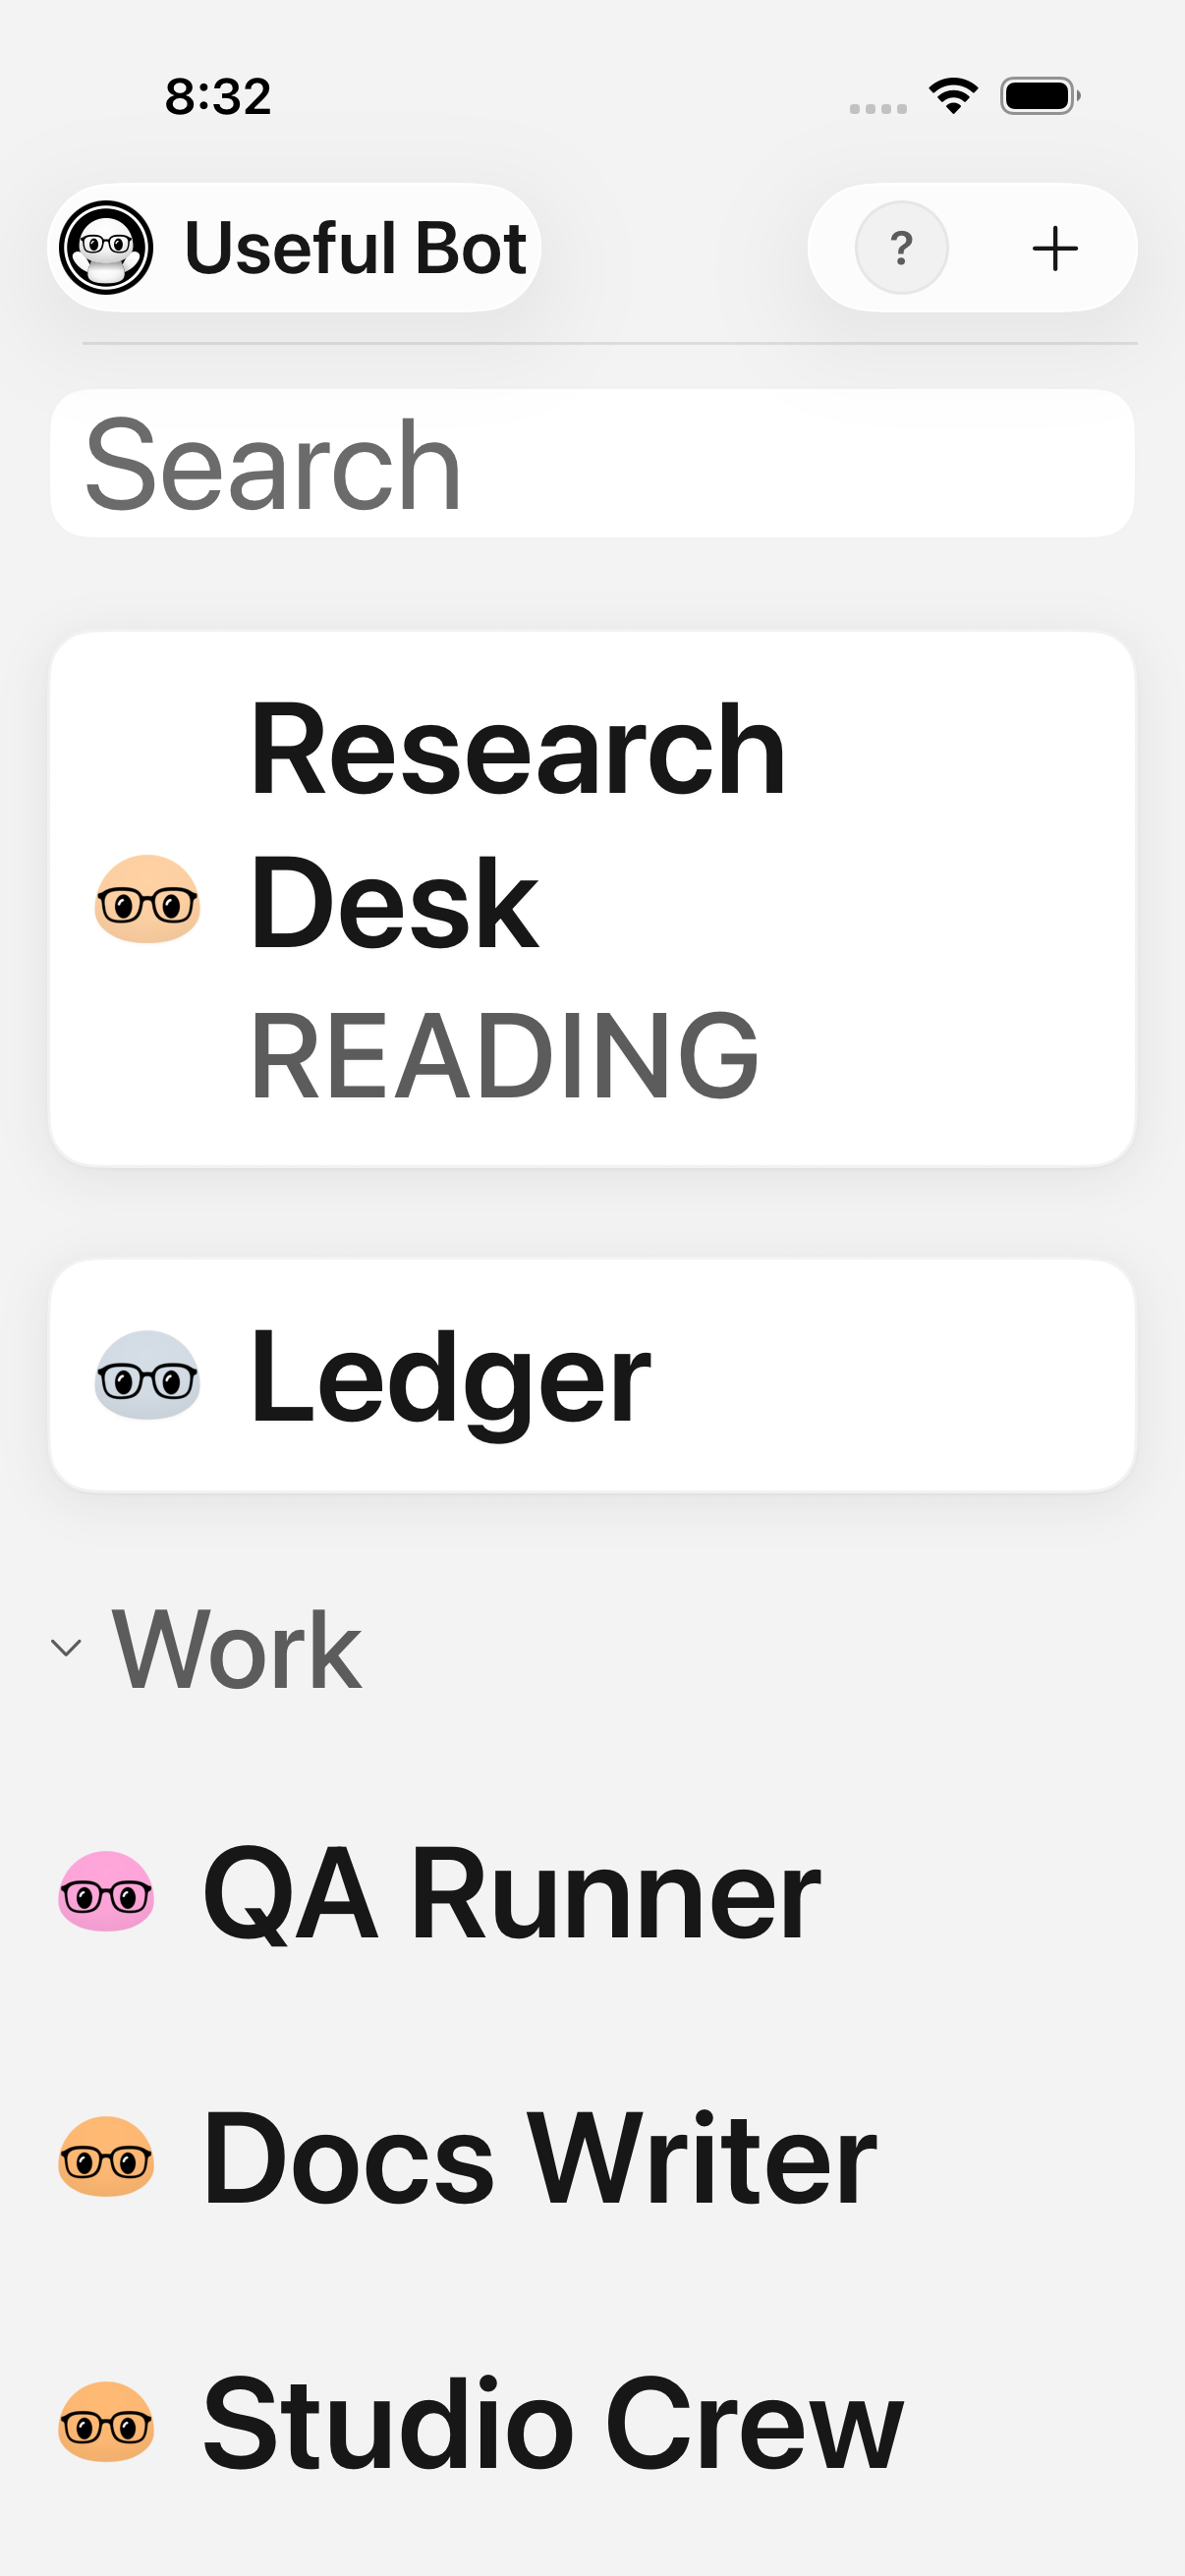 8:32
Useful Bot
?
Search
Research
Desk
READING
Ledger
Work
QA Runner
Docs Writer
Studio Crew